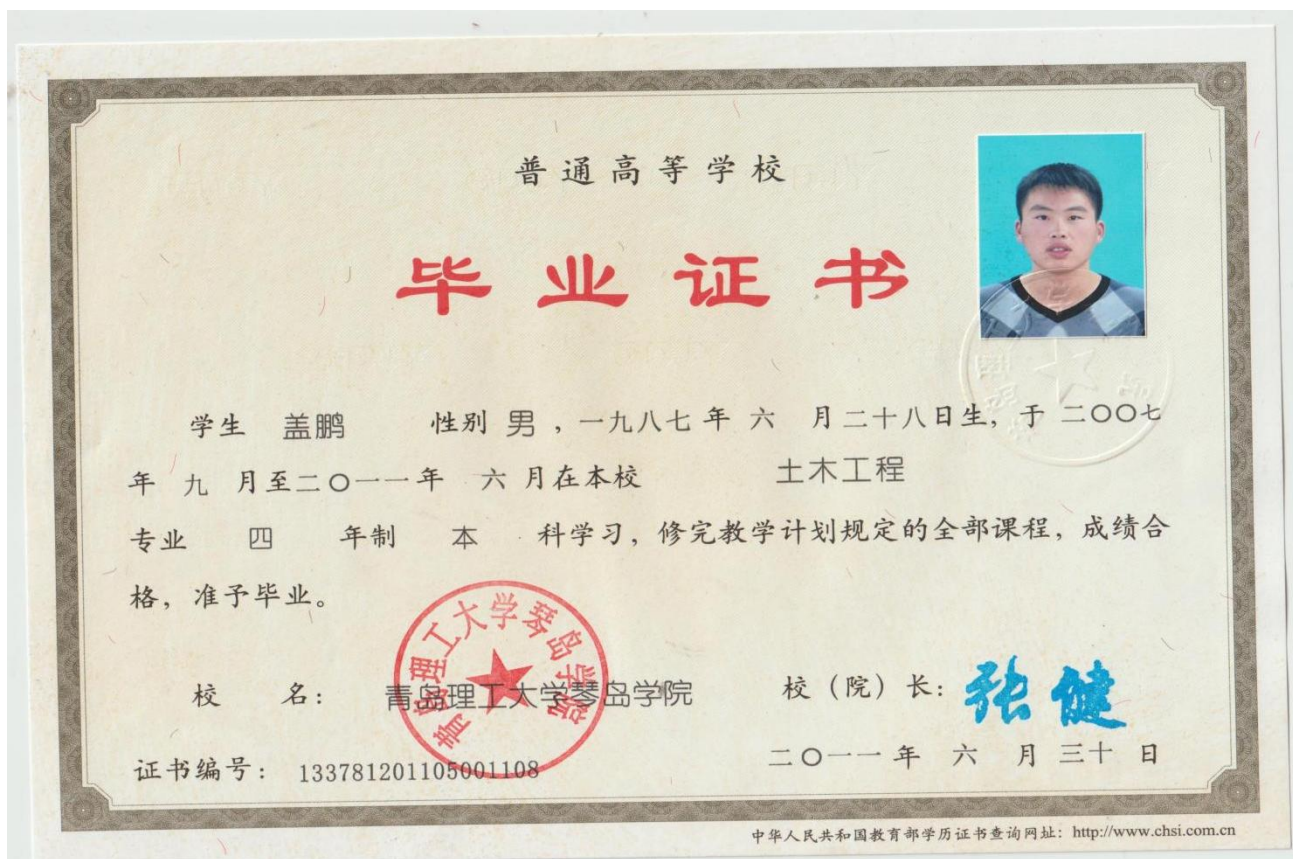 普通高等学校
毕业证书
学生 盖鹏 性别 男，一九八七年 六 月二十八日生，于 二〇〇七
年 九 月至二〇一一年 六 月在本校 土木工程
专业 四 年制 本 科学习，修完教学计划规定的全部课程，成绩合
格，准予毕业。
青岛理工大学琴岛学院
校 名：青岛理工大学琴岛学院 校（院）长：张健
证书编号：133781201105001108 二〇一一年 六 月 三十 日
中华人民共和国教育部学历证书查询网址：http://www.chsi.com.cn